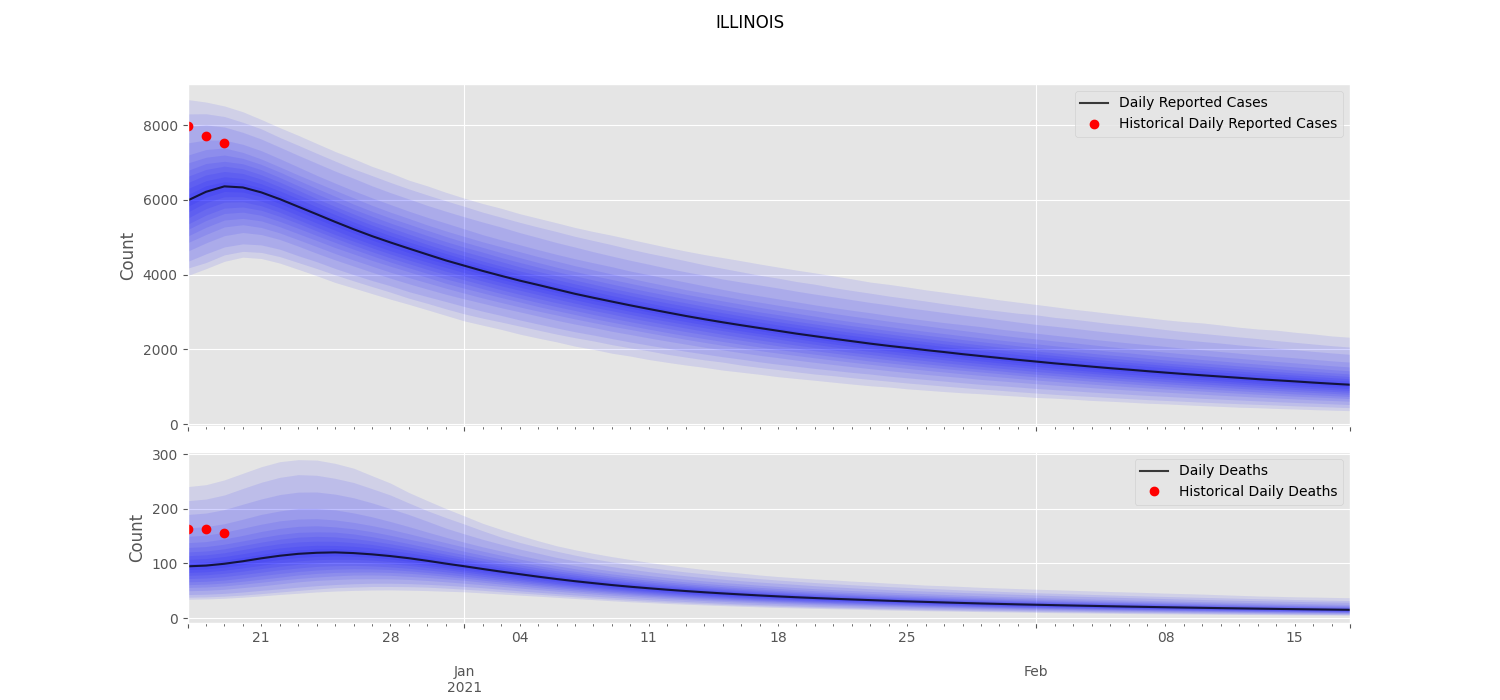 ILLINOIS
Daily Reported Cases
Historical Daily Reported Cases
Count
8000
6000
4000
2000
0
Daily Deaths
Historical Daily Deaths
Count
300
200
100
0
21 28 04 11 18 25 08 15
Jan Feb
2021